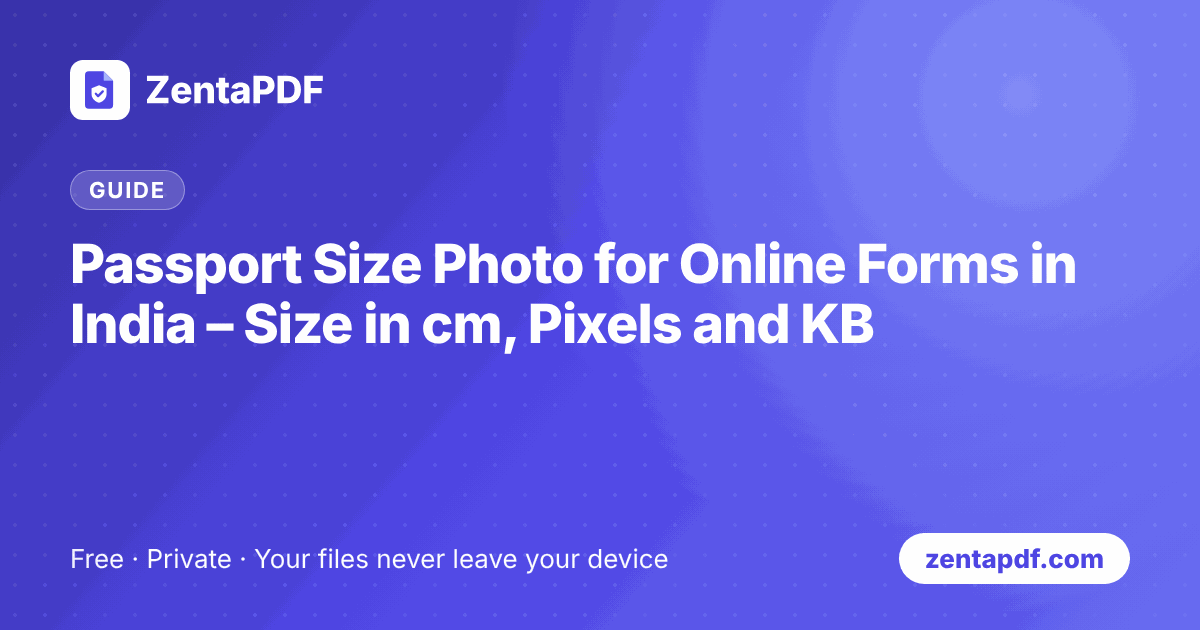 ZentaPDF
GUIDE
Passport Size Photo for Online Forms in
India – Size in cm, Pixels and KB
Free · Private · Your files never leave your device
zentapdf.com